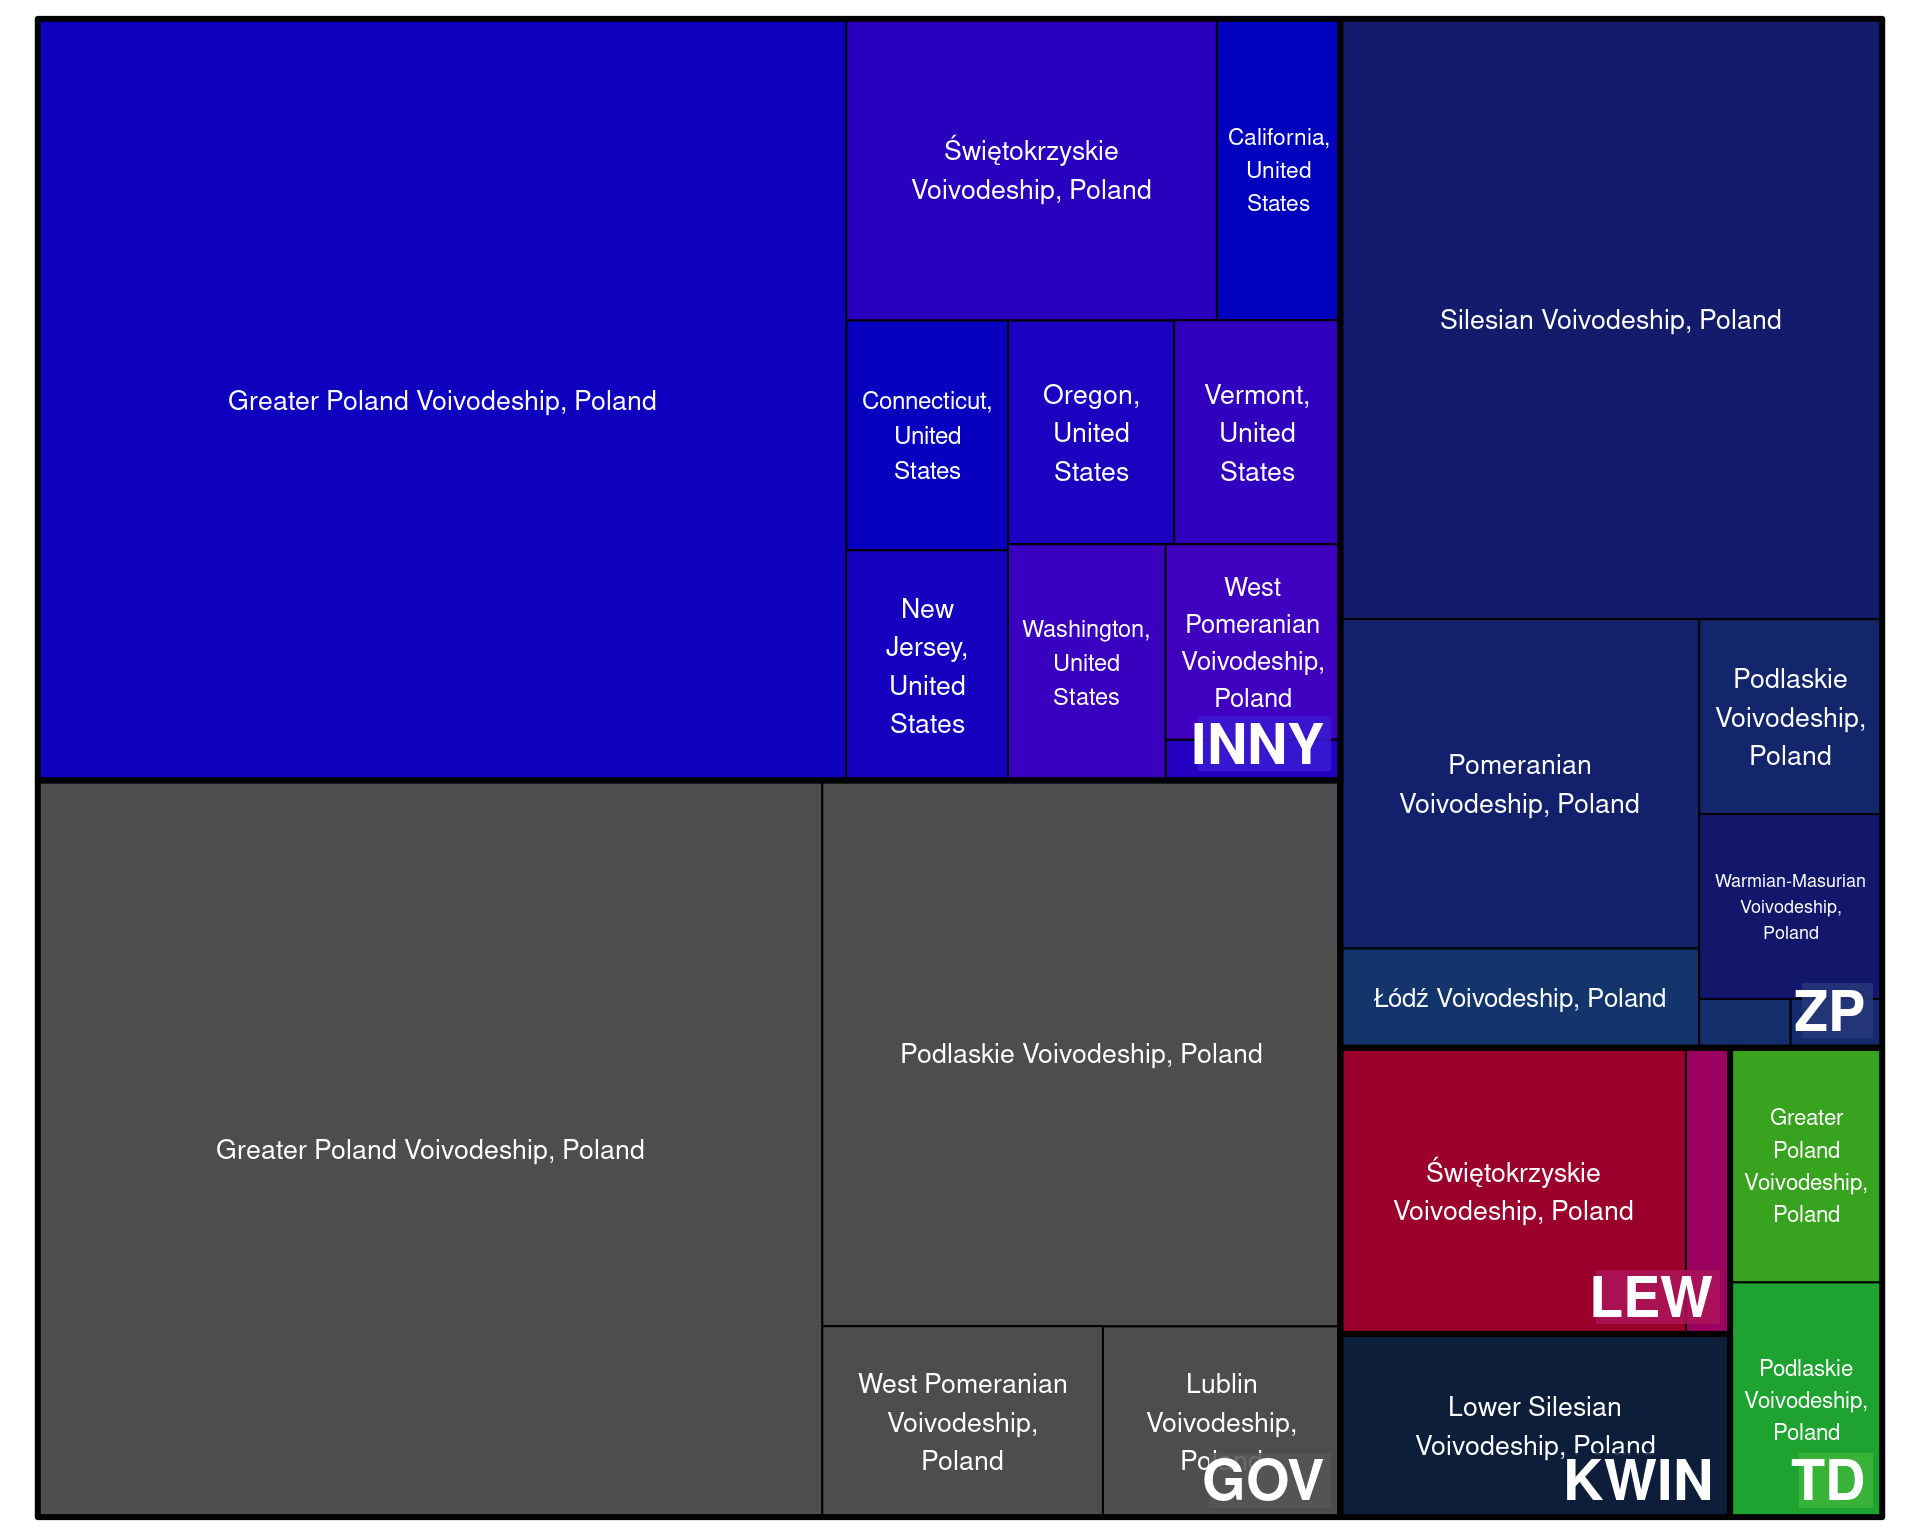 Greater Poland Voivodeship, Poland
Świętokrzyskie
Voivodeship, Poland
California,
United
States
Connecticut,
United
States
Oregon,
United
States
Vermont,
United
States
New
Jersey,
United
States
Washington,
United
States
West
Pomeranian
Voivodeship,
Poland
INNY
Silesian Voivodeship, Poland
Pomeranian
Voivodeship, Poland
Podlaskie
Voivodeship,
Poland
Warmian-Masurian
Voivodeship,
Poland
Łódź Voivodeship, Poland
ZP
Greater Poland Voivodeship, Poland
Podlaskie Voivodeship, Poland
West Pomeranian
Voivodeship,
Poland
Lublin
Voivodeship,
Poland
GOV
Świętokrzyskie
Voivodeship, Poland
LEW
Lower Silesian
Voivodeship, Poland
KWIN
Greater
Poland
Voivodeship,
Poland
Podlaskie
Voivodeship,
Poland
TD